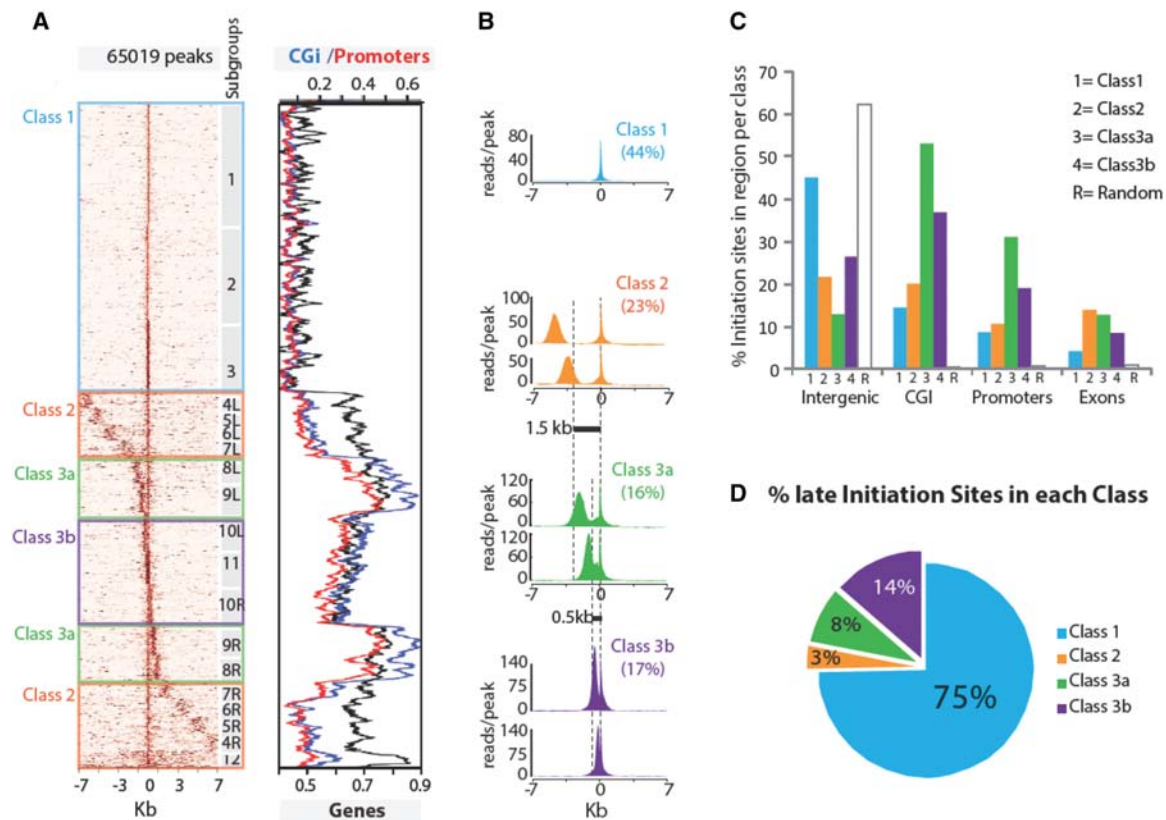 A
65019 peaks
Subgroups
CGi /Promoters
0.2 0.4 0.6
Class 1
1
2
3
Class 2
4L
5L
6L
7L
Class 3a
8L
9L
Class 3b
10L
11
10R
Class 3a
9R
8R
Class 2
7R
6R
5R
4R
12
-7 -3 0 3 7
Kb
0.5 0.7 0.9
Genes
B
reads/peak
80
40
0
Class 1
(44%)
-7 0 7
reads/peak
100
50
0
50
0
Class 2
(23%)
-7 0 7
1.5 kb
reads/peak
120
60
0
120
60
0
Class 3a
(16%)
-7 0 7
0.5kb
reads/peak
140
75
0
140
75
0
Class 3b
(17%)
-7 0 7
Kb
C
% Initiation sites in region per class
70
60
50
40
30
20
10
0
1= Class1
2= Class2
3= Class3a
4= Class3b
R= Random
1 2 3 4 R 1 2 3 4 R 1 2 3 4 R 1 2 3 4 R
Intergenic CGI Promoters Exons
D % late Initiation Sites in each Class
14%
8%
3%
75%
Class 1
Class 2
Class 3a
Class 3b